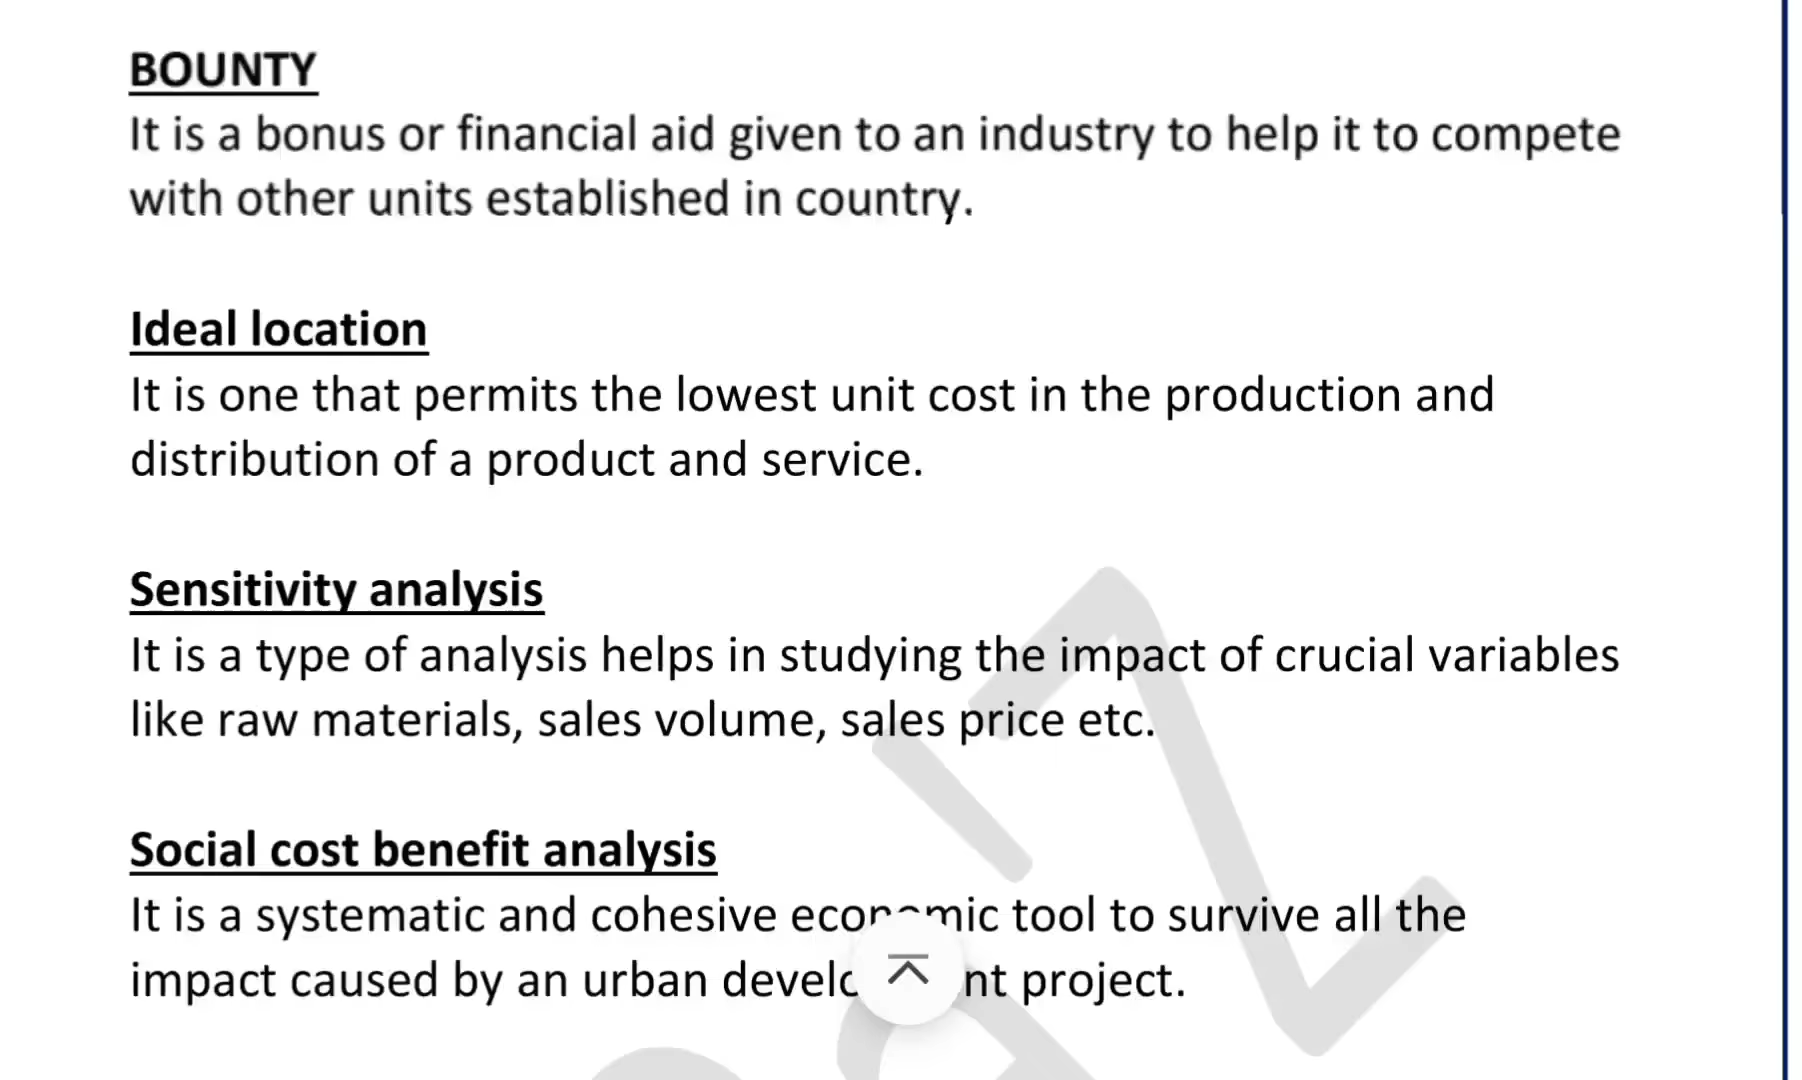 BOUNTY
It is a bonus or financial aid given to an industry to help it to compete
with other units established in country.
Ideal location
It is one that permits the lowest unit cost in the production and
distribution of a product and service.
Sensitivity analysis
It is a type of analysis helps in studying the impact of crucial variables
like raw materials, sales volume, sales price etc.
Social cost benefit analysis
It is a systematic and cohesive economic tool to survive all the
impact caused by an urban development project.